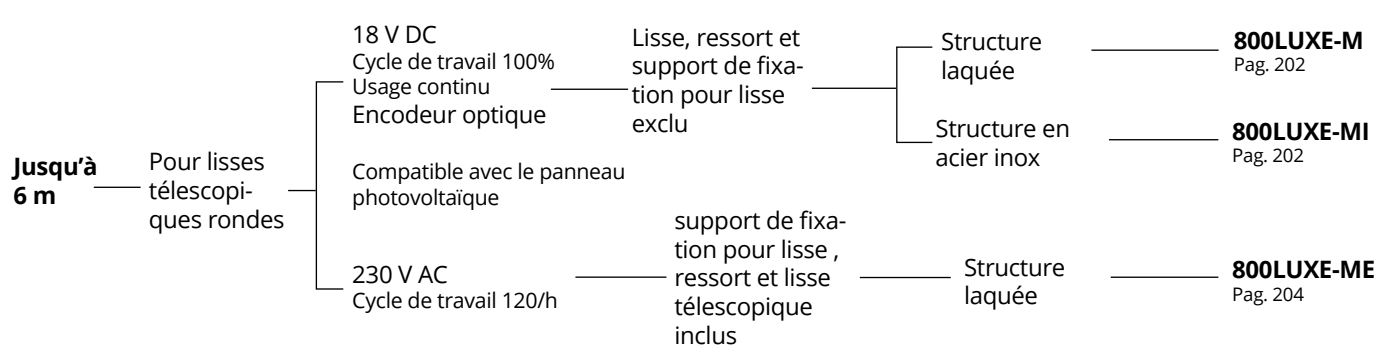 Jusqu'à
6 m
Pour lisses
télescopi-
ques rondes
18 V DC
Cycle de travail 100%
Usage continu
Encodeur optique
Compatible avec le panneau
photovoltaïque
Lisse, ressort et
support de fixa-
tion pour lisse
exclu
Structure
laquée
800LUXE-M
Pag. 202
Structure en
acier inox
800LUXE-MI
Pag. 202
230 V AC
Cycle de travail 120/h
support de fixa-
tion pour lisse ,
ressort et lisse
télescopique
inclus
Structure
laquée
800LUXE-ME
Pag. 204